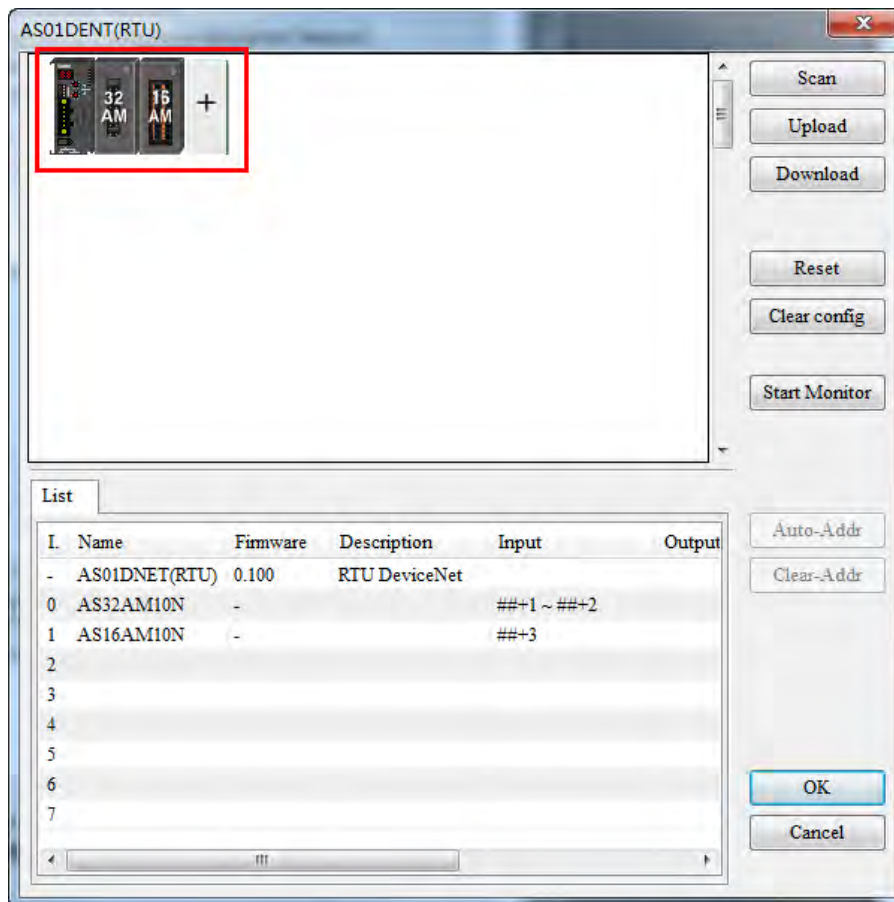 AS01DENT(RTU)
32 AM
16 AM
+
Scan
Upload
Download
Reset
Clear config
Start Monitor
List
I. Name Firmware Description Input Output
- AS01DNET(RTU) 0.100 RTU DeviceNet
0 AS32AM10N - ##+1 ~ ##+2
1 AS16AM10N - ##+3
2
3
4
5
6
7
Auto-Addr
Clear-Addr
OK
Cancel